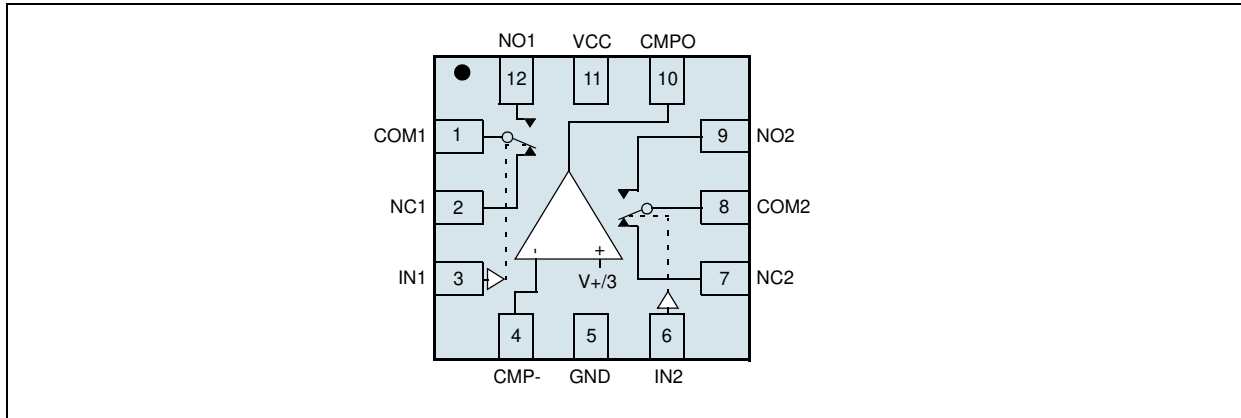 NO1 VCC CMPO
12 11 10
COM1 1 9 NO2
NC1 2 8 COM2
- +
IN1 3 V+/3 7 NC2
4 5 6
CMP- GND IN2